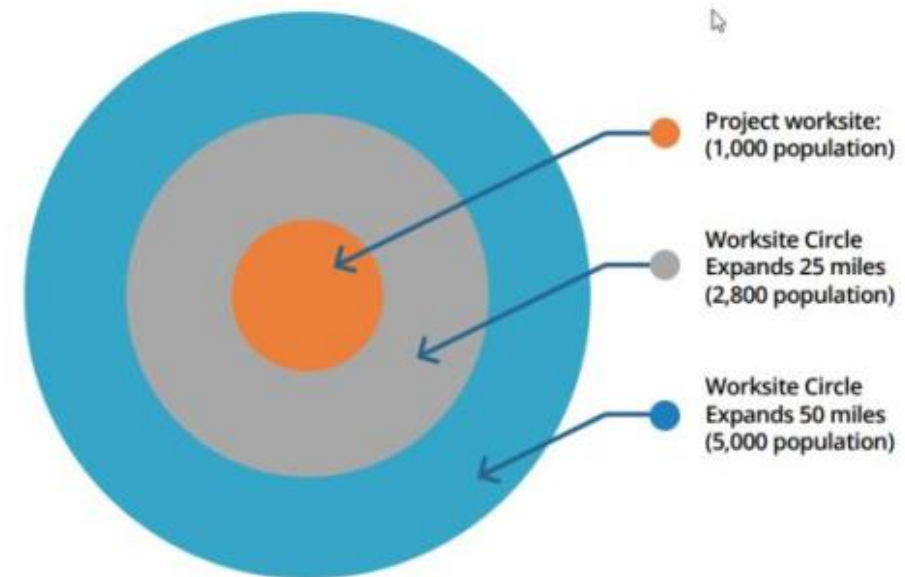 Project worksite:
(1,000 population)
Worksite Circle
Expands 25 miles
(2,800 population)
Worksite Circle
Expands 50 miles
(5,000 population)